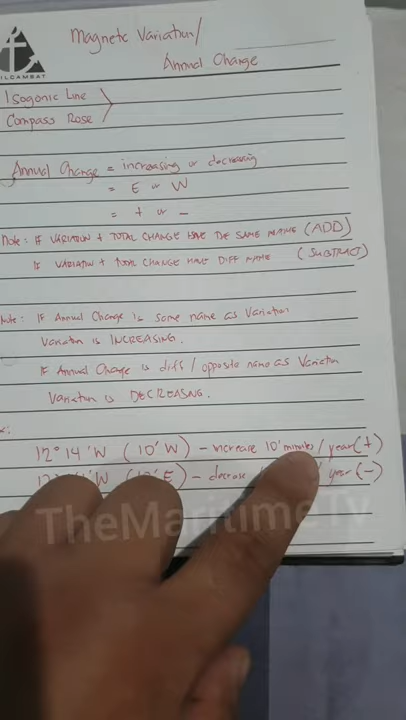 ILCAMBAT
Magnetic Variation/
Annual Change
Isogonic Line
Compass Rose
Annual Change = increasing or decreasing
= E or W
= + or -
Note: IF VARIATION + TOTAL CHANGE HAVE THE SAME NAME (ADD)
IF VARIATION + TOTAL CHANGE HAVE DIFF NAME (SUBTRACT)
Note: IF Annual Change is same name as Variation
Variation is INCREASING.
IF Annual Change is diff/opposite name as Variation
Variation is DECREASING.
12° 14' W (10' W) - increase 10' minutes/year (+)
W E) - decrease year (-)
TheMaritimeTv